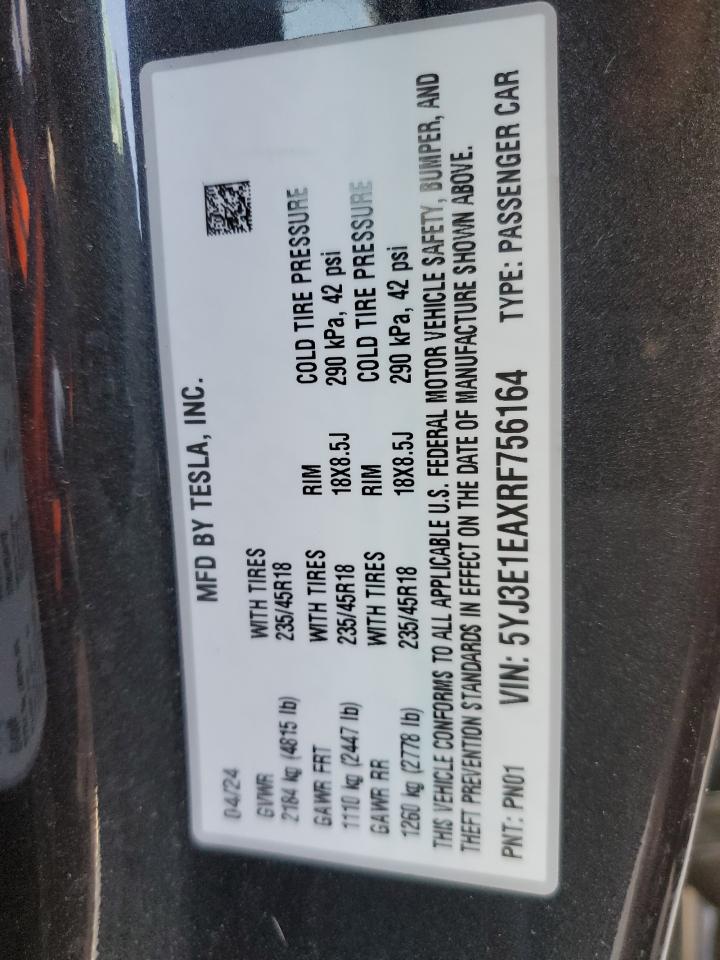 MFD BY TESLA, INC.
04/24
GVWR WITH TIRES
2184 kg (4815 lb) 235/45R18
GAWR FRT WITH TIRES RIM COLD TIRE PRESSURE
1110 kg (2447 lb) 235/45R18 18X8.5J 290 kPa, 42 psi
GAWR RR WITH TIRES RIM COLD TIRE PRESSURE
1260 kg (2778 lb) 235/45R18 18X8.5J 290 kPa, 42 psi
THIS VEHICLE CONFORMS TO ALL APPLICABLE U.S. FEDERAL MOTOR VEHICLE SAFETY, BUMPER, AND
THEFT PREVENTION STANDARDS IN EFFECT ON THE DATE OF MANUFACTURE SHOWN ABOVE.
PNT: PN01 VIN: 5YJ3E1EAXRF756164 TYPE: PASSENGER CAR